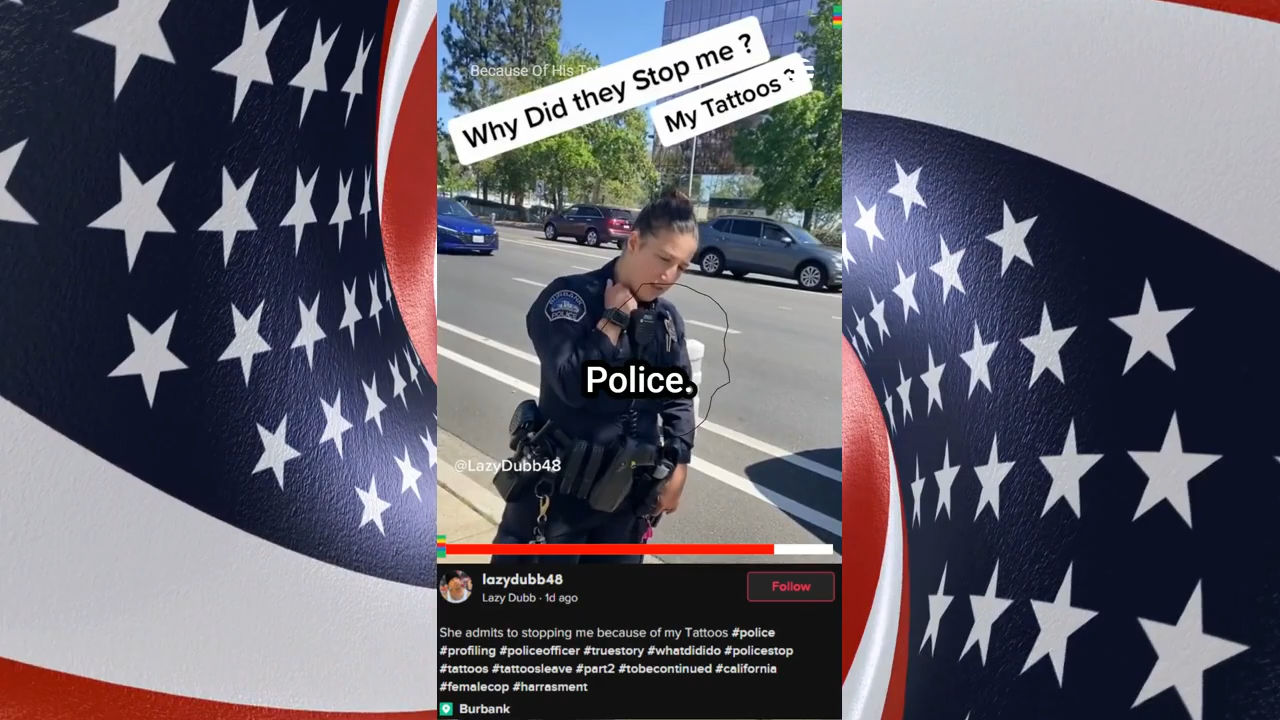 Because Of His
Why Did they Stop me ?
My Tattoos ?
BURBANK
POLICE
Police.
@LazyDubb48
lazydubb48
Lazy Dubb · 1d ago
Follow
She admits to stopping me because of my Tattoos #police
#profiling #policeofficer #truestory #whatdidido #policestop
#tattoos #tattoosleave #part2 #tobecontinued #california
#femalecop #harrasment
Burbank